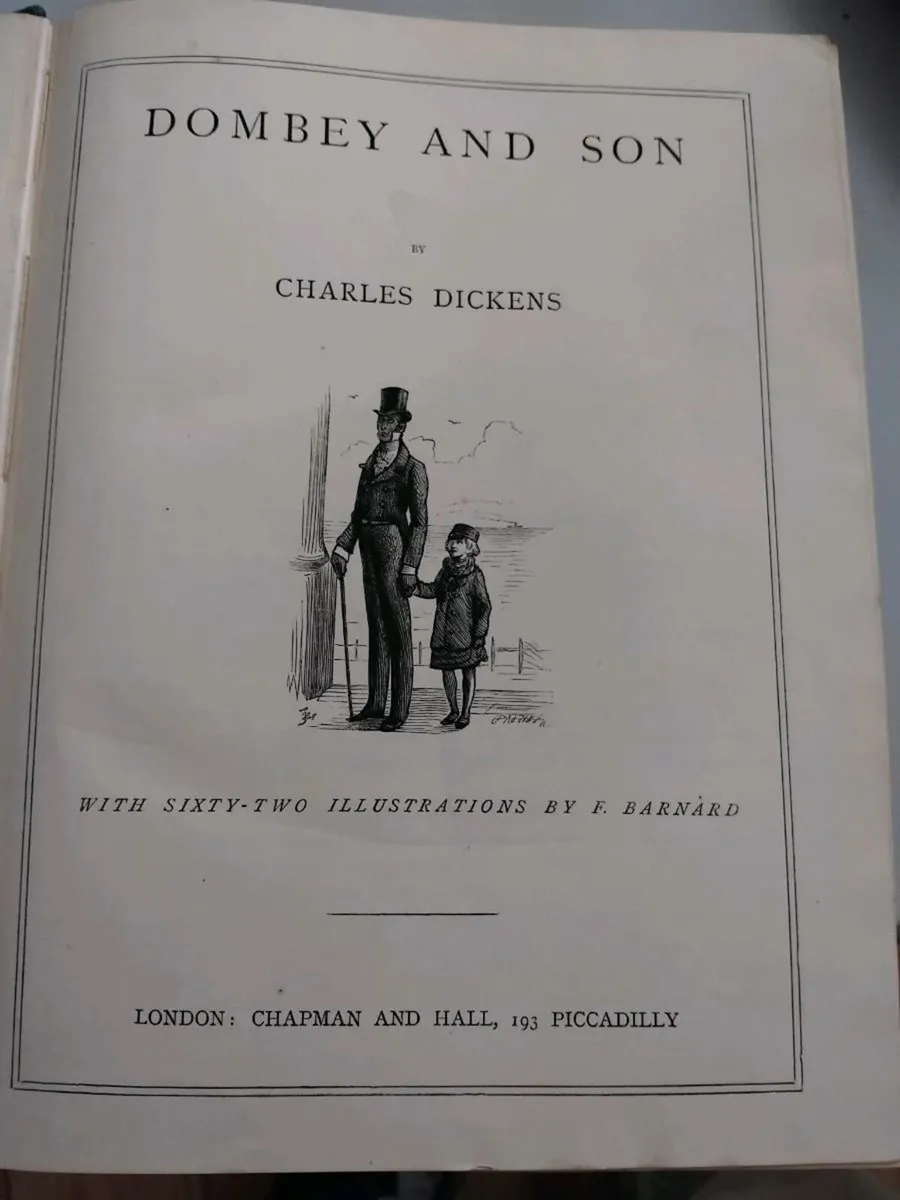 DOMBEY AND SON
BY
CHARLES DICKENS
WITH SIXTY-TWO ILLUSTRATIONS BY F. BARNARD
LONDON: CHAPMAN AND HALL, 193 PICCADILLY